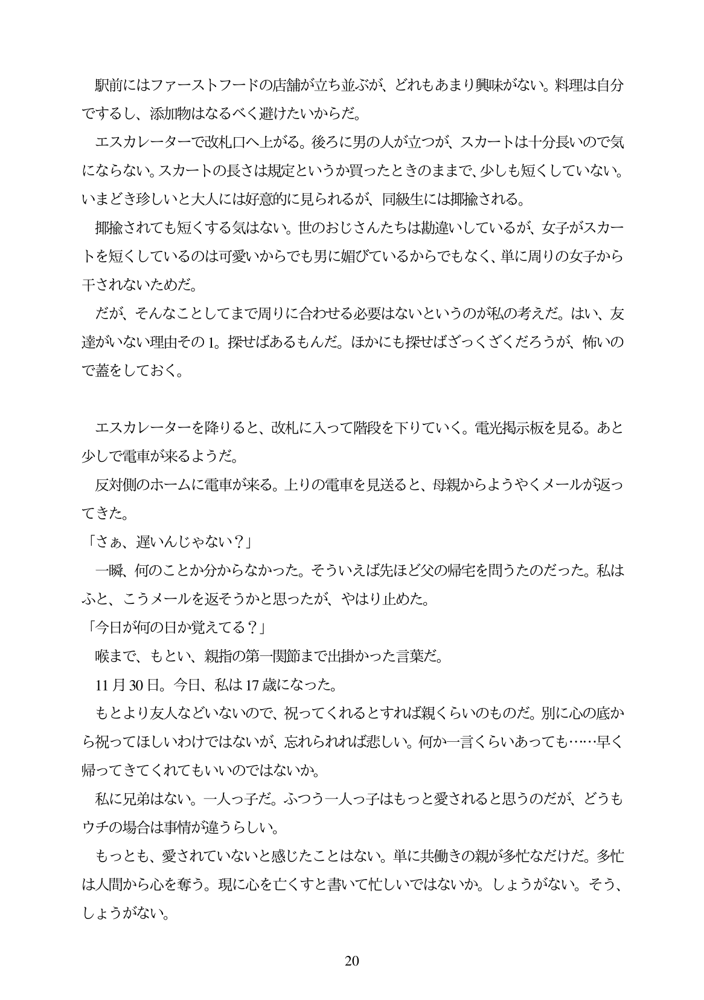 駅前にはファーストフードの店舗が立ち並ぶが、どれもあまり興味がない。料理は自分
でするし、添加物はなるべく避けたいからだ。
エスカレーターで改札口へ上がる。後ろに男の人が立つが、スカートは十分長いので気
にならない。スカートの長さは規定というか買ったときのままで、少しも短くしていない。
いまどき珍しいと大人には好意的に見られるが、同級生には揶揄される。
揶揄されても短くする気はない。世のおじさんたちは勘違いしているが、女子がスカー
トを短くしているのは可愛いからでも男に媚びているからでもなく、単に周りの女子から
干されないためだ。
だが、そんなことしてまで周りに合わせる必要はないというのが私の考えだ。はい、友
達がいない理由その1。探せばあるもんだ。ほかにも探せばざっくざくだろうが、怖いの
で蓋をしておく。
エスカレーターを降りると、改札に入って階段を下りていく。電光掲示板を見る。あと
少しで電車が来るようだ。
反対側のホームに電車が来る。上りの電車を見送ると、母親からようやくメールが返っ
てきた。
「さぁ、遅いんじゃない？」
一瞬、何のことか分からなかった。そういえば先ほど父の帰宅を問うたのだった。私は
ふと、こうメールを返そうかと思ったが、やはり止めた。
「今日が何の日か覚えてる？」
喉まで、もとい、親指の第一関節まで出掛かった言葉だ。
11月30日。今日、私は17歳になった。
もとより友人などいないので、祝ってくれるとすれば親くらいのものだ。別に心の底か
ら祝ってほしいわけではないが、忘れられれば悲しい。何か一言くらいあっても……早く
帰ってきてくれてもいいのではないか。
私に兄弟はない。一人っ子だ。ふつう一人っ子はもっと愛されると思うのだが、どうも
ウチの場合は事情が違うらしい。
もっとも、愛されていないと感じたことはない。単に共働きの親が多忙なだけだ。多忙
は人間から心を奪う。現に心を亡くすと書いて忙しいではないか。しょうがない。そう、
しょうがない。
20